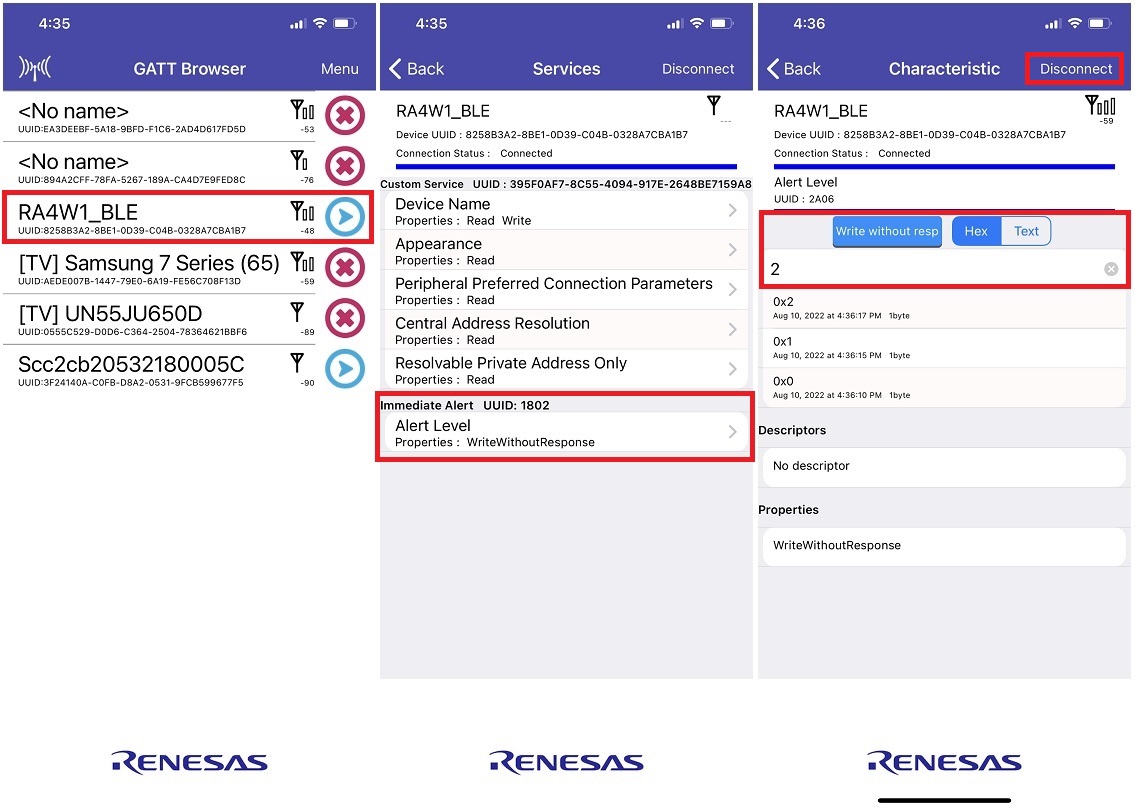 4:35
GATT Browser
Menu
<No name>
UUID:EA3DEEBF-5A18-9BFD-F1C6-2AD4D617FD5D
-53
<No name>
UUID:894A2CFF-78FA-5267-189A-CA4D7E9FED8C
-76
RA4W1_BLE
UUID:8258B3A2-8BE1-0D39-C04B-0328A7CBA1B7
-48
[TV] Samsung 7 Series (65)
UUID:AEDE007B-1447-79E0-6A19-FE56C708F13D
-59
[TV] UN55JU650D
UUID:0555C529-D0D6-C364-2504-78364621BBF6
-89
Scc2cb20532180005C
UUID:3F24140A-C0FB-D8A2-0531-9FCB599677F5
-90
RENESAS
4:35
Back
Services
Disconnect
RA4W1_BLE
---
Device UUID : 8258B3A2-8BE1-0D39-C04B-0328A7CBA1B7
Connection Status : Connected
Custom Service UUID : 395F0AF7-8C55-4094-917E-2648BE7159A8
Device Name
Properties : Read Write
Appearance
Properties : Read
Peripheral Preferred Connection Parameters
Properties : Read
Central Address Resolution
Properties : Read
Resolvable Private Address Only
Properties : Read
Immediate Alert UUID: 1802
Alert Level
Properties : WriteWithoutResponse
RENESAS
4:36
Back
Characteristic
Disconnect
RA4W1_BLE
-59
Device UUID : 8258B3A2-8BE1-0D39-C04B-0328A7CBA1B7
Connection Status : Connected
Alert Level
UUID : 2A06
Write without resp
Hex
Text
2
0x2
Aug 10, 2022 at 4:36:17 PM 1byte
0x1
Aug 10, 2022 at 4:36:15 PM 1byte
0x0
Aug 10, 2022 at 4:36:10 PM 1byte
Descriptors
No descriptor
Properties
WriteWithoutResponse
RENESAS